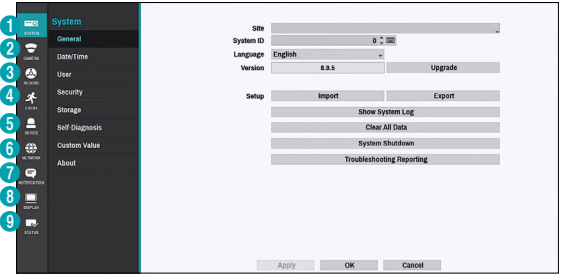 1
SYSTEM
2
CAMERA
3
RECORD
4
EVENT
5
DEVICE
6
NETWORK
7
NOTIFICATION
8
DISPLAY
9
STATUS
System
General
Date/Time
User
Security
Storage
Self-Diagnosis
Custom Value
About
Site
System ID 0
Language English
Version 8.9.5 Upgrade
Setup Import Export
Show System Log
Clear All Data
System Shutdown
Troubleshooting Reporting
Apply OK Cancel